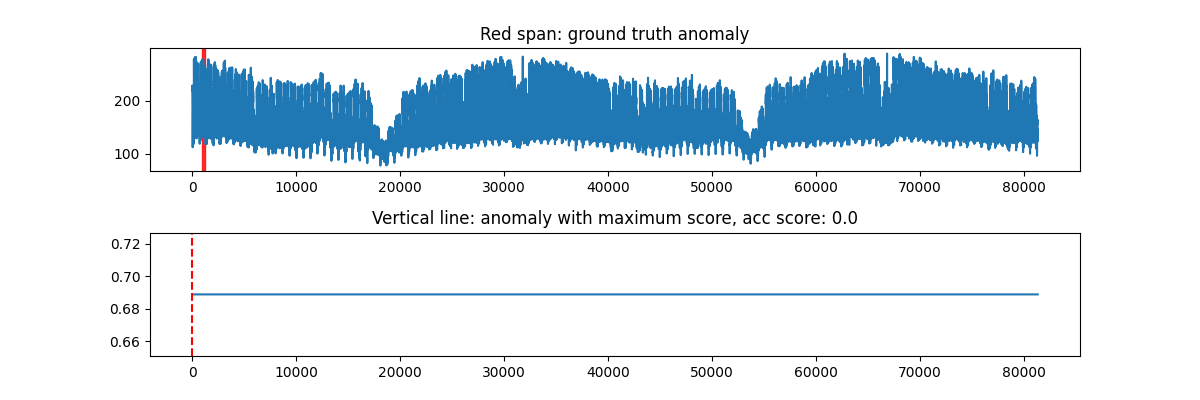 Red span: ground truth anomaly
200
100
0 10000 20000 30000 40000 50000 60000 70000 80000
Vertical line: anomaly with maximum score, acc score: 0.0
0.72
0.70
0.68
0.66
0 10000 20000 30000 40000 50000 60000 70000 80000